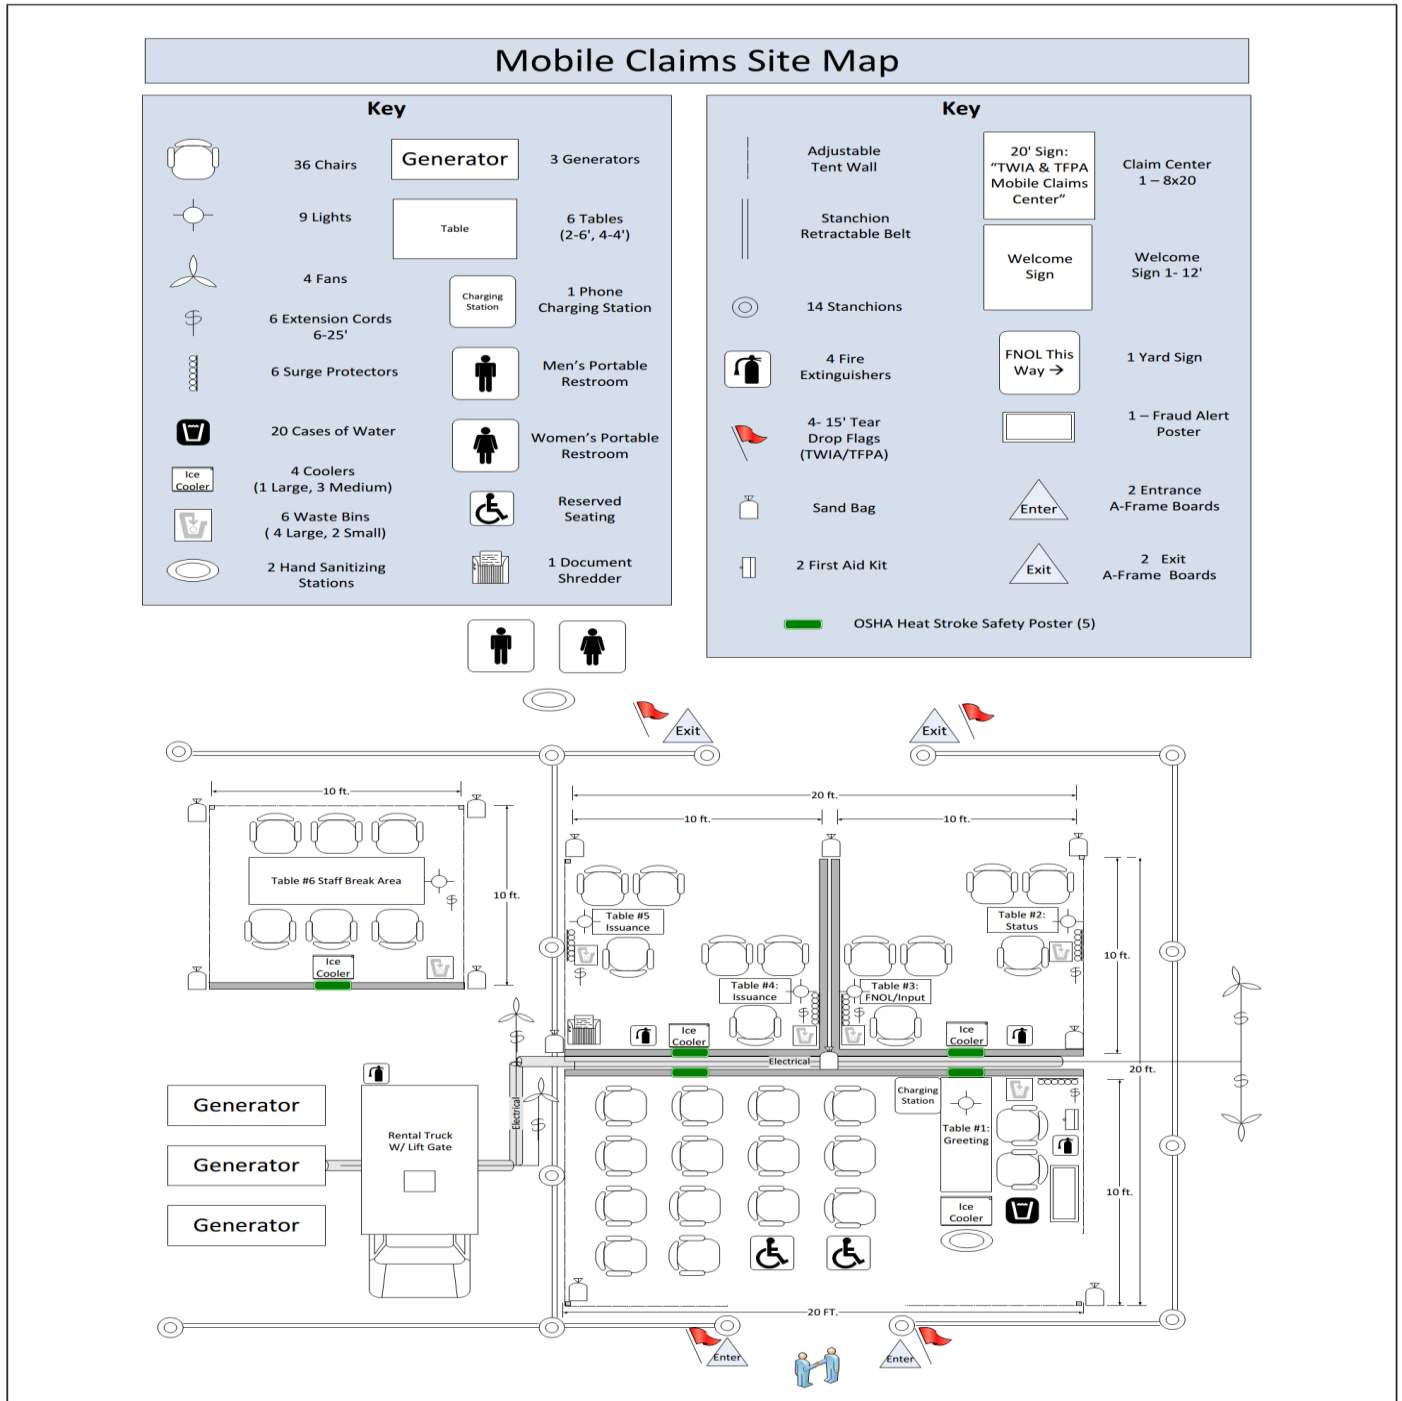 Mobile Claims Site Map
Key
36 Chairs
Generator
3 Generators
9 Lights
Table
6 Tables
(2-6', 4-4')
4 Fans
Charging
Station
1 Phone
Charging Station
6 Extension Cords
6-25'
6 Surge Protectors
Men's Portable
Restroom
20 Cases of Water
Women's Portable
Restroom
Ice
Cooler
4 Coolers
(1 Large, 3 Medium)
Reserved
Seating
6 Waste Bins
( 4 Large, 2 Small)
2 Hand Sanitizing
Stations
1 Document
Shredder
Key
Adjustable
Tent Wall
20' Sign:
"TWIA & TFPA
Mobile Claims
Center"
Claim Center
1 – 8x20
Stanchion
Retractable Belt
Welcome
Sign
Welcome
Sign 1- 12'
14 Stanchions
4 Fire
Extinguishers
FNOL This
Way →
1 Yard Sign
4- 15' Tear
Drop Flags
(TWIA/TFPA)
1 – Fraud Alert
Poster
Sand Bag
Enter
2 Entrance
A-Frame Boards
2 First Aid Kit
Exit
2 Exit
A-Frame Boards
OSHA Heat Stroke Safety Poster (5)
Exit
Exit
10 ft.
20 ft.
10 ft.
10 ft.
Table #6 Staff Break Area
10 ft.
Table #5
Issuance
Table #2:
Status
10 ft.
Ice
Cooler
Table #4:
Issuance
Table #3:
FNOL/Input
Ice
Cooler
Ice
Cooler
Electrical
20 ft.
Generator
Generator
Generator
Rental Truck
W/ Lift Gate
Electrical
Charging
Station
Table #1:
Greeting
10 ft.
Ice
Cooler
20 FT.
Enter
Enter